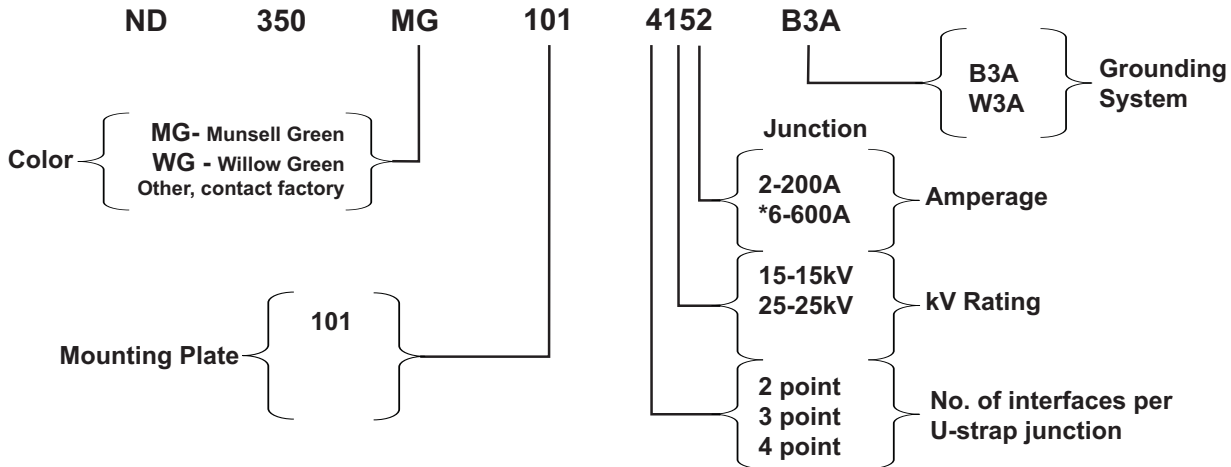 ND 350 MG 101 4152 B3A
B3A
W3A
Grounding
System
Color
MG- Munsell Green
WG - Willow Green
Other, contact factory
Junction
2-200A
*6-600A
Amperage
15-15kV
25-25kV
kV Rating
Mounting Plate
101
2 point
3 point
4 point
No. of interfaces per
U-strap junction